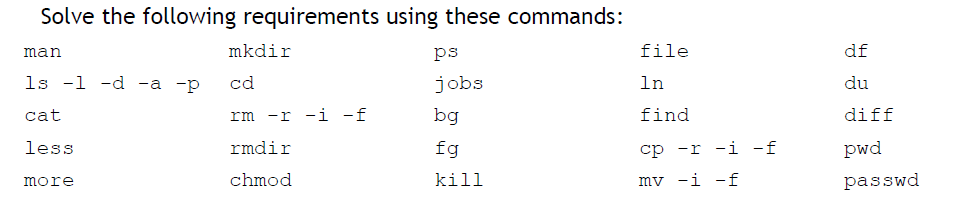 Solve the following requirements using these commands:
man mkdir ps file df
ls -l -d -a -p cd jobs ln du
cat rm -r -i -f bg find diff
less rmdir fg cp -r -i -f pwd
more chmod kill mv -i -f passwd